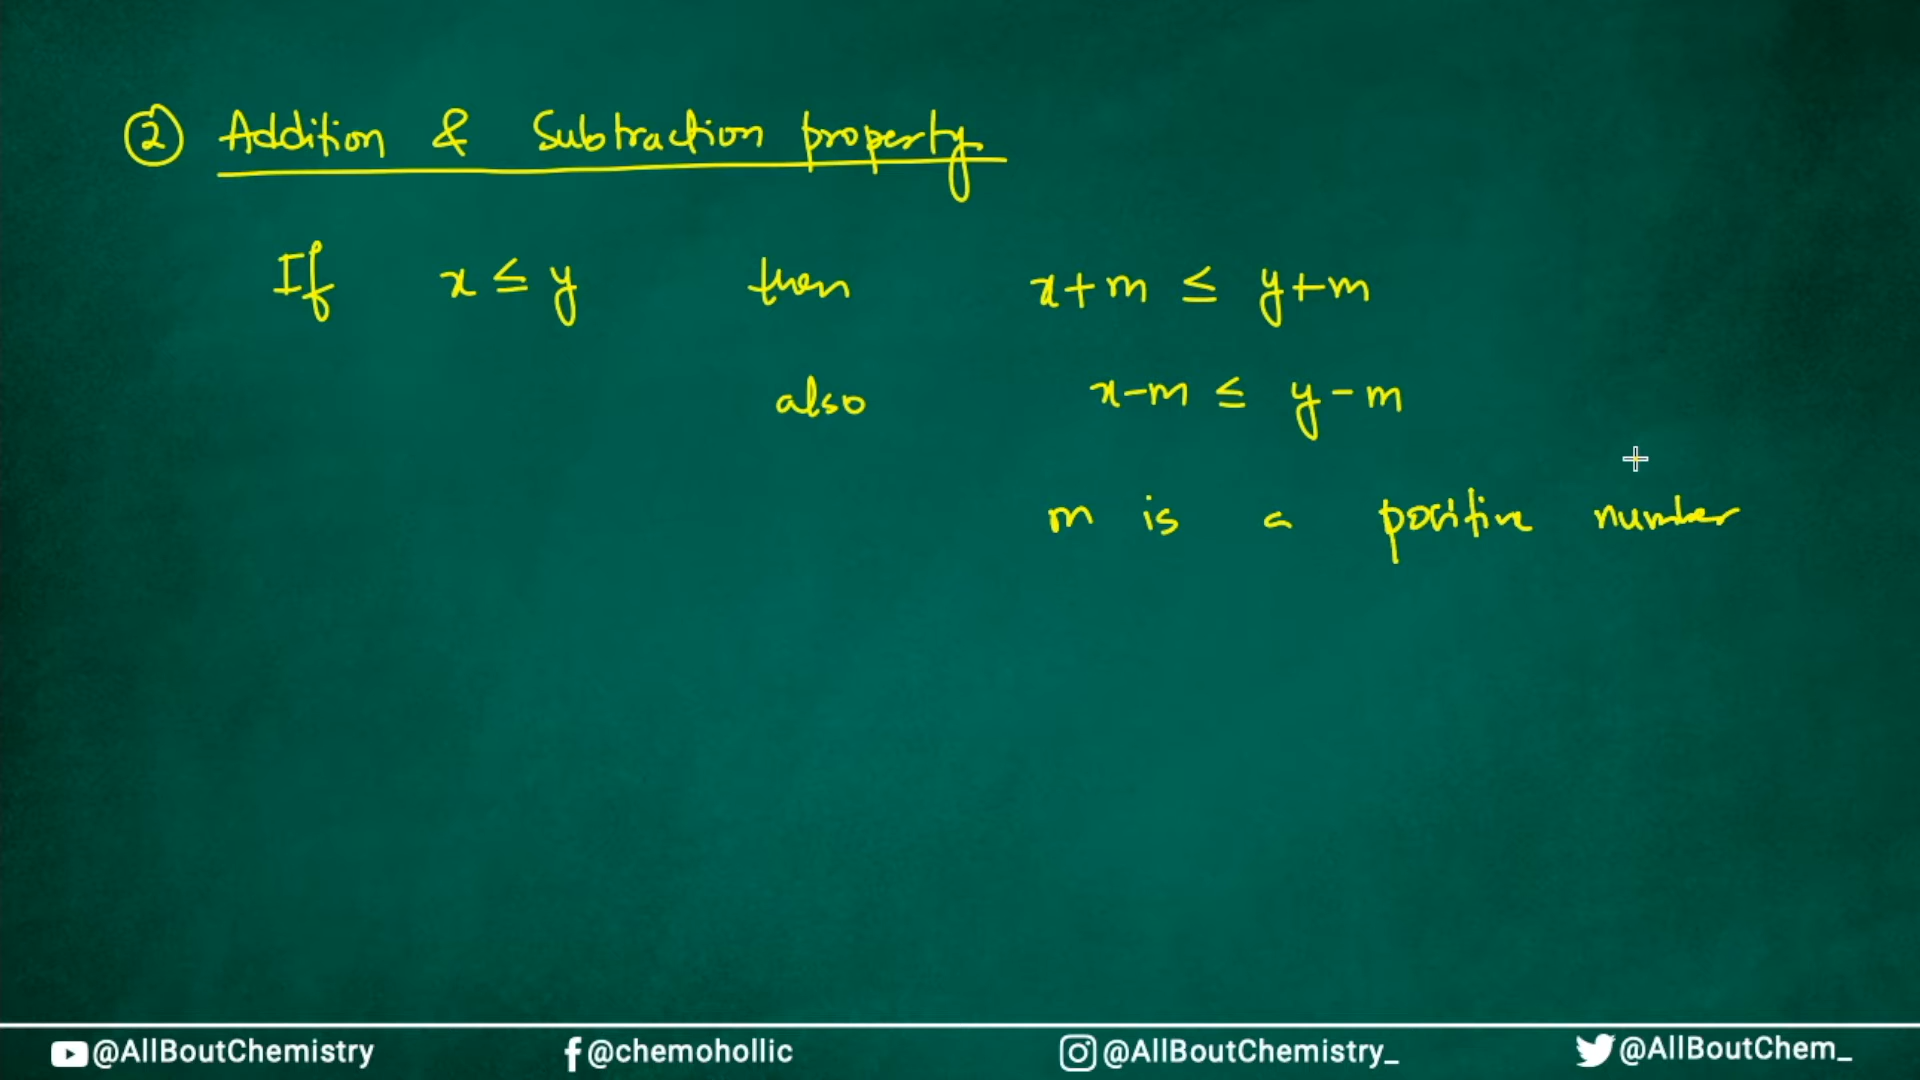 ② Addition & Subtraction property
If x ≤ y then x+m ≤ y+m
also x-m ≤ y-m
m is a positive number
@AllBoutChemistry @chemohollic @AllBoutChemistry_ @AllBoutChem_